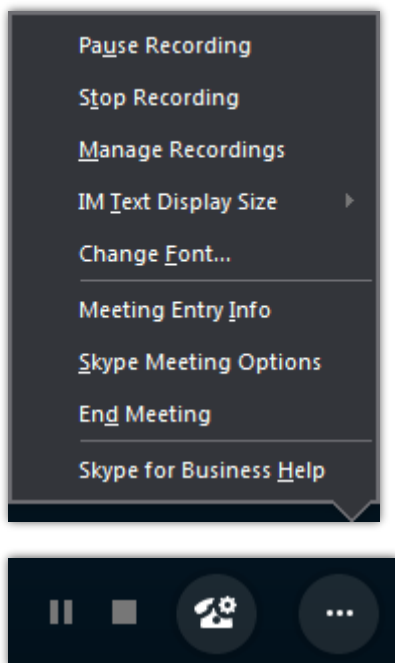 Pause Recording
Stop Recording
Manage Recordings
IM Text Display Size
Change Font...
Meeting Entry Info
Skype Meeting Options
End Meeting
Skype for Business Help